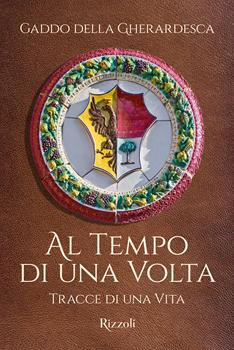 Gaddo della Gherardesca
Al Tempo
di una Volta
Tracce di una Vita
Rizzoli